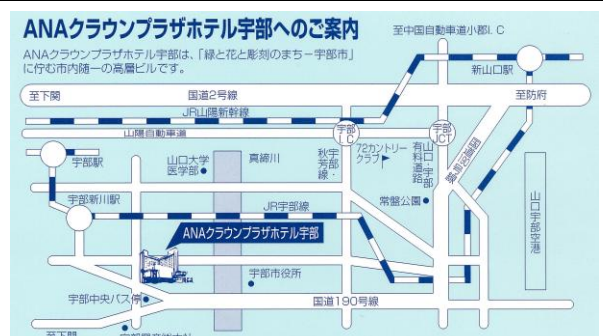 ANAクラウンプラザホテル宇部へのご案内
ANAクラウンプラザホテル宇部は、「緑と花と彫刻のまち－宇部市」
に佇む市内随一の高層ビルです。
至中国自動車道小郡I.C
新山口駅
至下関
国道2号線
至防府
JR山陽新幹線
山陽自動車道
宇部I.C
宇部JCT
宇部駅
山口大学医学部
真締川
秋芳線・宇部
72カントリークラブ
山口・宇部有料道路
宇部新川駅
JR宇部線
常盤公園
山口宇部空港
ANAクラウンプラザホテル宇部
宇部市役所
宇部中央バス停
国道190号線
至下関